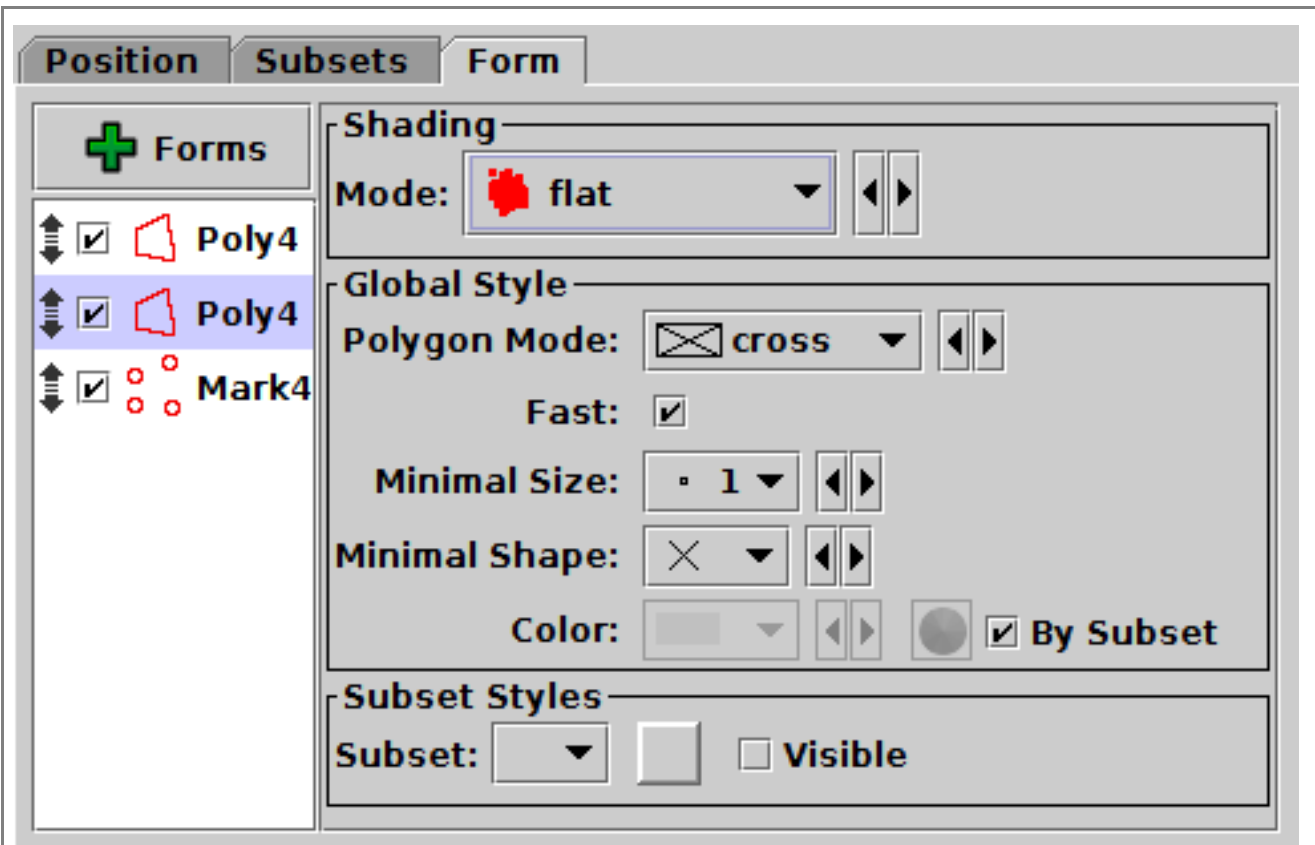 Position Subsets Form
Forms
Poly4
Poly4
Mark4
Shading
Mode: flat
Global Style
Polygon Mode: cross
Fast:
Minimal Size: 1
Minimal Shape:
Color: By Subset
Subset Styles
Subset: Visible